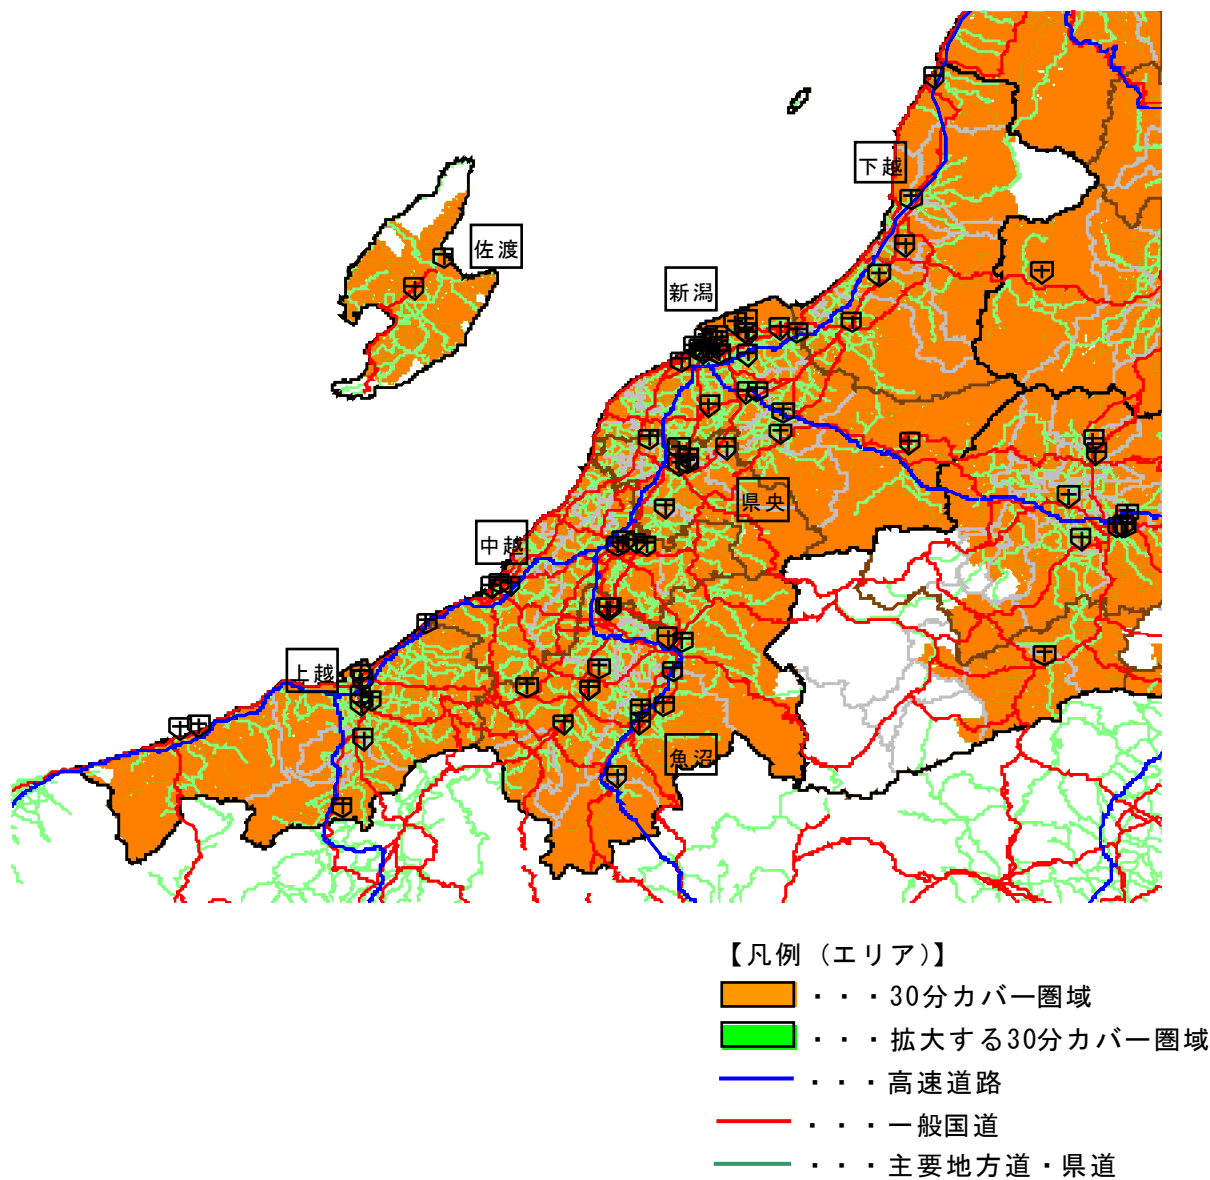 下越
佐渡
新潟
県央
中越
上越
魚沼
【凡例（エリア)】
・・・30分カバー圏域
・・・拡大する30分カバー圏域
・・・高速道路
・・・一般国道
・・・主要地方道・県道